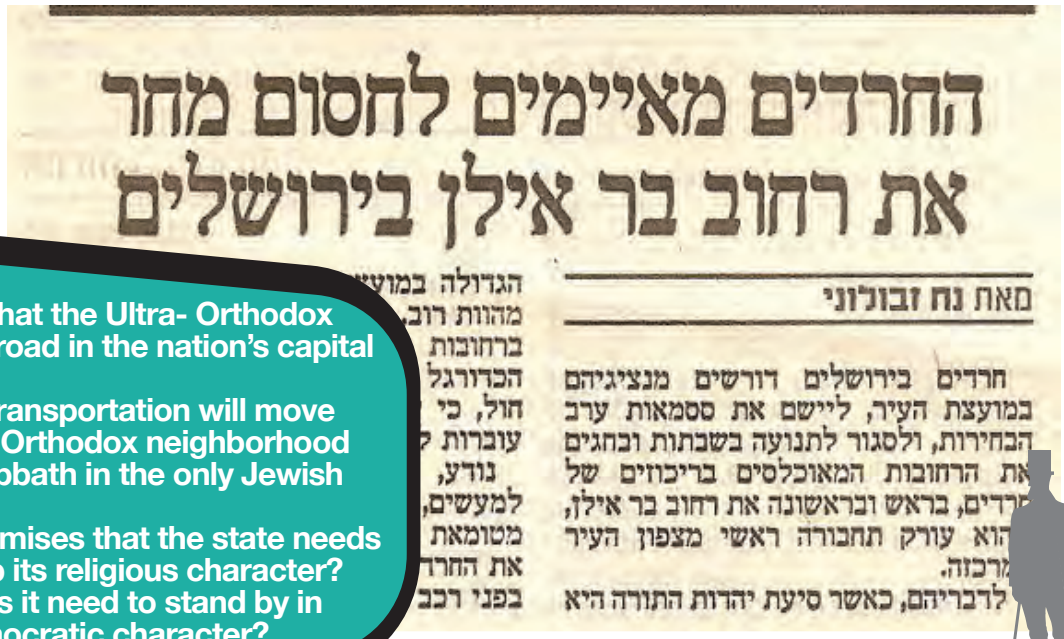 החרדים מאיימים לחסום מחר
את רחוב בר אילן בירושלים
מאת נח זבולוני
חרדים בירושלים דורשים מנציגיהם
במועצת העיר, ליישם את סמאות ערב
הבחירות, ולסגור לתנועה בשבתות ובחגים
את הרחובות המאוכלסים בריכוזים של
חרדים, בראש ובראשונה את רחוב בר אילן,
הוא עורק תחבורה ראשי מצפון העיר
מרכזה.
לדבריהם, כאשר סיעת יהדות התורה היא
הגדולה
מהוות רוב.
ברחובות
הכדורגל
חול, כי
עוברות
נודע,
למעשים,
מטומאת
את
בפני רכב
hat the Ultra- Orthodox
road in the nation's capital
ransportation will move
Orthodox neighborhood
bbath in the only Jewish
mises that the state needs
o its religious character?
s it need to stand by in
mocratic character?